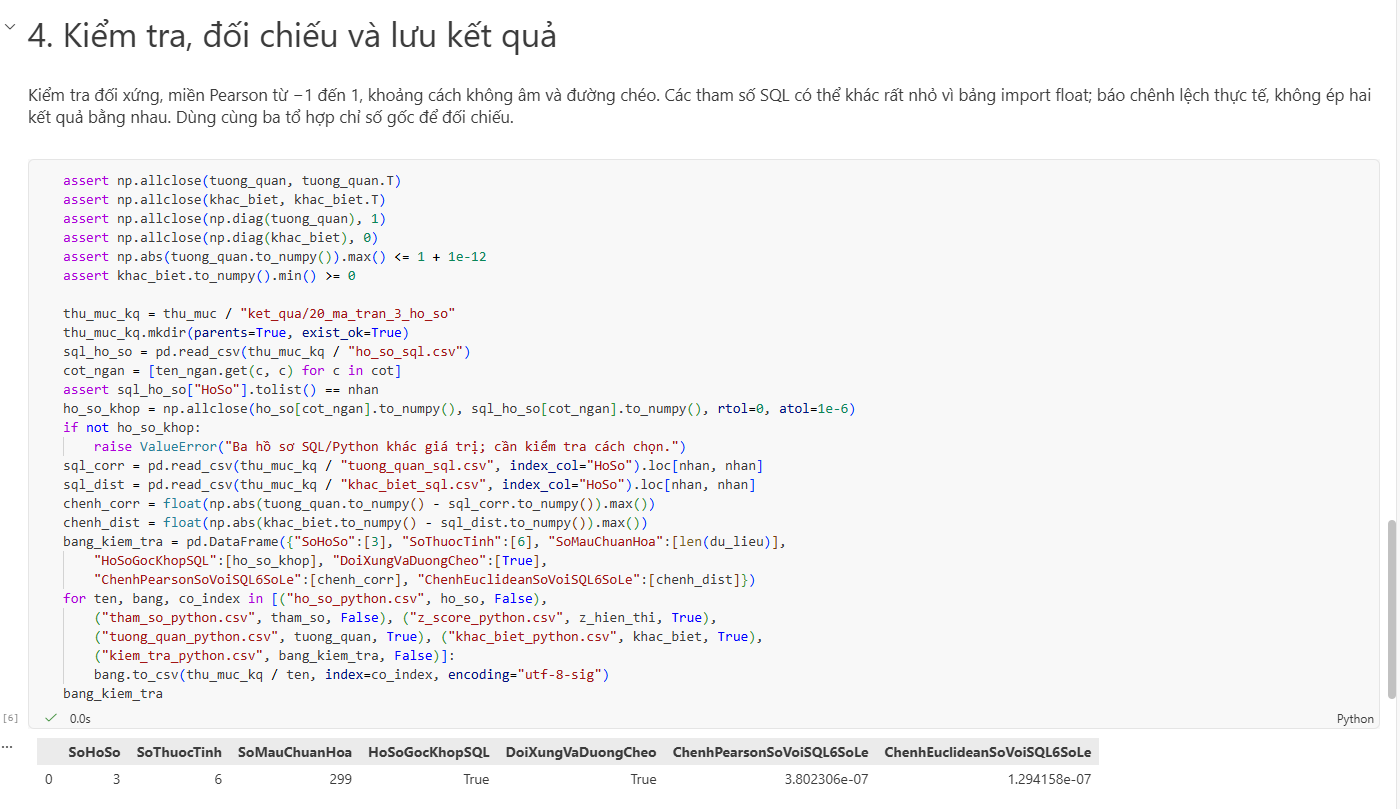 4. Kiểm tra, đối chiếu và lưu kết quả
Kiểm tra đối xứng, miền Pearson từ −1 đến 1, khoảng cách không âm và đường chéo. Các tham số SQL có thể khác rất nhỏ vì bảng import float; báo chênh lệch thực tế, không ép hai
kết quả bằng nhau. Dùng cùng ba tổ hợp chỉ số gốc để đối chiếu.
assert np.allclose(tuong_quan, tuong_quan.T)
assert np.allclose(khac_biet, khac_biet.T)
assert np.allclose(np.diag(tuong_quan), 1)
assert np.allclose(np.diag(khac_biet), 0)
assert np.abs(tuong_quan.to_numpy()).max() <= 1 + 1e-12
assert khac_biet.to_numpy().min() >= 0
thu_muc_kq = thu_muc / "ket_qua/20_ma_tran_3_ho_so"
thu_muc_kq.mkdir(parents=True, exist_ok=True)
sql_ho_so = pd.read_csv(thu_muc_kq / "ho_so_sql.csv")
cot_ngan = [ten_ngan.get(c, c) for c in cot]
assert sql_ho_so["HoSo"].tolist() == nhan
ho_so_khop = np.allclose(ho_so[cot_ngan].to_numpy(), sql_ho_so[cot_ngan].to_numpy(), rtol=0, atol=1e-6)
if not ho_so_khop:
    raise ValueError("Ba hồ sơ SQL/Python khác giá trị; cần kiểm tra cách chọn.")
sql_corr = pd.read_csv(thu_muc_kq / "tuong_quan_sql.csv", index_col="HoSo").loc[nhan, nhan]
sql_dist = pd.read_csv(thu_muc_kq / "khac_biet_sql.csv", index_col="HoSo").loc[nhan, nhan]
chenh_corr = float(np.abs(tuong_quan.to_numpy() - sql_corr.to_numpy()).max())
chenh_dist = float(np.abs(khac_biet.to_numpy() - sql_dist.to_numpy()).max())
bang_kiem_tra = pd.DataFrame({"SoHoSo":[3], "SoThuocTinh":[6], "SoMauChuanHoa":[len(du_lieu)],
    "HoSoGocKhopSQL":[ho_so_khop], "DoiXungVaDuongCheo":[True],
    "ChenhPearsonSoVoiSQL6SoLe":[chenh_corr], "ChenhEuclideanSoVoiSQL6SoLe":[chenh_dist]})
for ten, bang, co_index in [("ho_so_python.csv", ho_so, False),
    ("tham_so_python.csv", tham_so, False), ("z_score_python.csv", z_hien_thi, True),
    ("tuong_quan_python.csv", tuong_quan, True), ("khac_biet_python.csv", khac_biet, True),
    ("kiem_tra_python.csv", bang_kiem_tra, False)]:
    bang.to_csv(thu_muc_kq / ten, index=co_index, encoding="utf-8-sig")
bang_kiem_tra
[6] 0.0s Python
... SoHoSo SoThuocTinh SoMauChuanHoa HoSoGocKhopSQL DoiXungVaDuongCheo ChenhPearsonSoVoiSQL6SoLe ChenhEuclideanSoVoiSQL6SoLe
0 3 6 299 True True 3.802306e-07 1.294158e-07